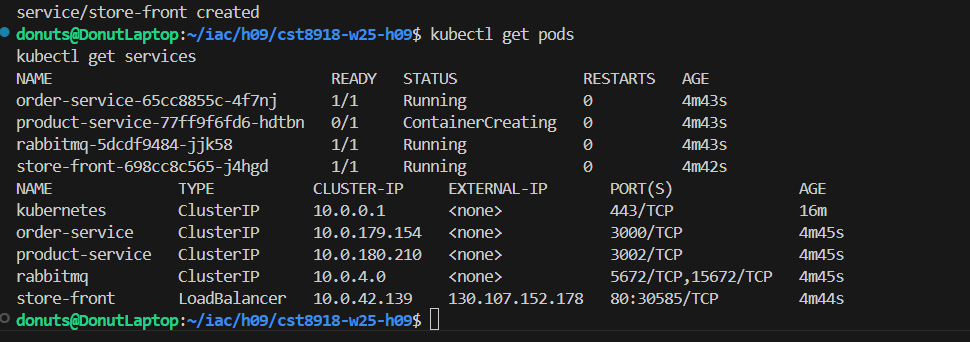 service/store-front created
donuts@DonutLaptop:~/iac/h09/cst8918-w25-h09$ kubectl get pods
kubectl get services
NAME READY STATUS RESTARTS AGE
order-service-65cc8855c-4f7nj 1/1 Running 0 4m43s
product-service-77ff9f6fd6-hdtbn 0/1 ContainerCreating 0 4m43s
rabbitmq-5dcdf9484-jjk58 1/1 Running 0 4m43s
store-front-698cc8c565-j4hgd 1/1 Running 0 4m42s
NAME TYPE CLUSTER-IP EXTERNAL-IP PORT(S) AGE
kubernetes ClusterIP 10.0.0.1 <none> 443/TCP 16m
order-service ClusterIP 10.0.179.154 <none> 3000/TCP 4m45s
product-service ClusterIP 10.0.180.210 <none> 3002/TCP 4m45s
rabbitmq ClusterIP 10.0.4.0 <none> 5672/TCP,15672/TCP 4m45s
store-front LoadBalancer 10.0.42.139 130.107.152.178 80:30585/TCP 4m44s
donuts@DonutLaptop:~/iac/h09/cst8918-w25-h09$